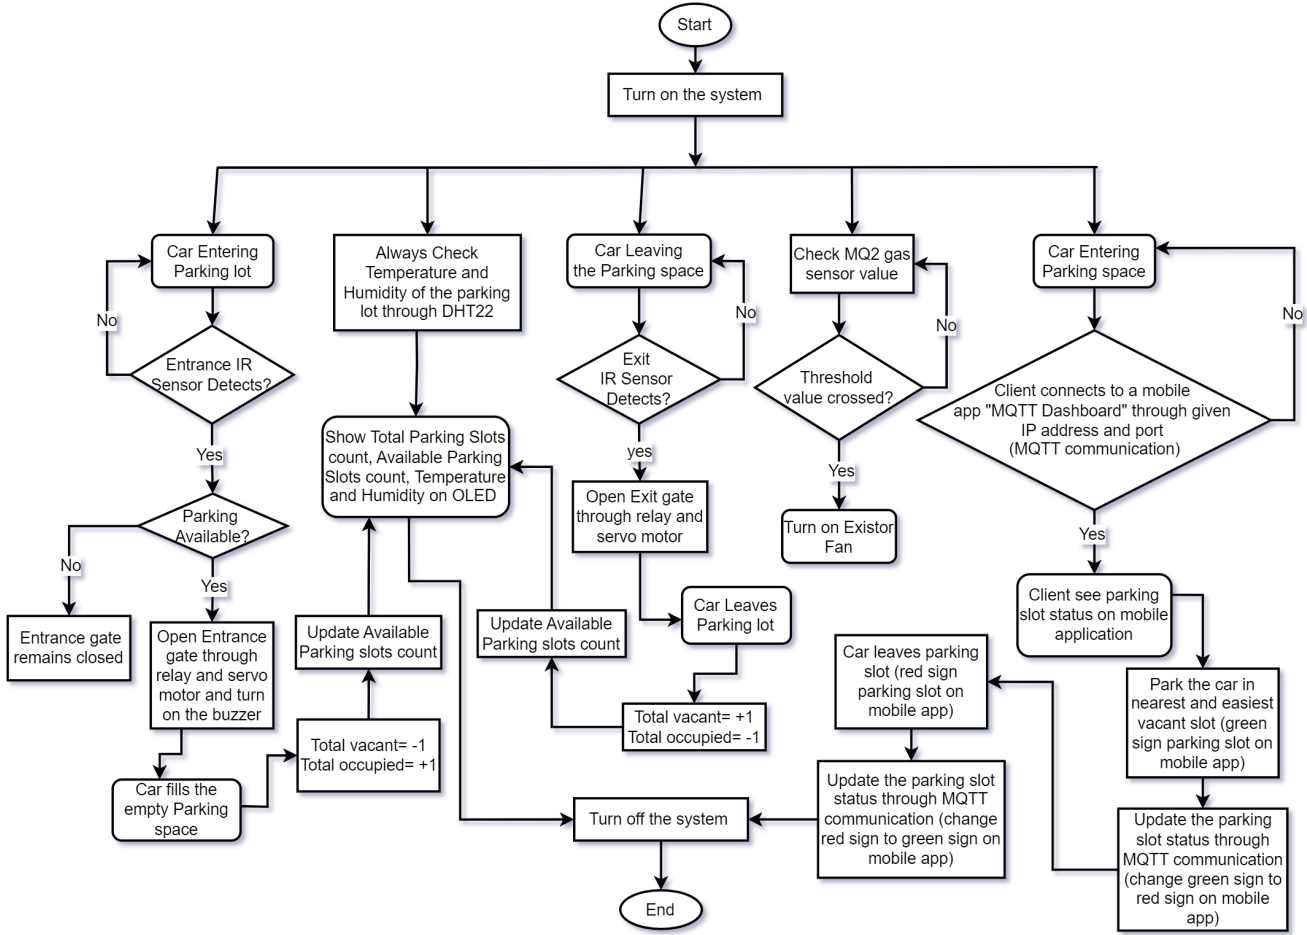 Start
Turn on the system
Car Entering
Parking lot
No
Entrance IR
Sensor Detects?
Yes
Parking
Available?
No
Yes
Entrance gate
remains closed
Open Entrance
gate through
relay and servo
motor and turn
on the buzzer
Car fills the
empty Parking
space
Total vacant= -1
Total occupied= +1
Update Available
Parking slots count
Always Check
Temperature and
Humidity of the parking
lot through DHT22
Show Total Parking Slots
count, Available Parking
Slots count, Temperature
and Humidity on OLED
Car Leaving
the Parking space
No
Exit
IR Sensor
Detects?
yes
Open Exit gate
through relay and
servo motor
Car Leaves
Parking lot
Total vacant= +1
Total occupied= -1
Update Available
Parking slots count
Check MQ2 gas
sensor value
No
Threshold
value crossed?
Yes
Turn on Existor
Fan
Car Entering
Parking space
No
Client connects to a mobile
app "MQTT Dashboard" through given
IP address and port
(MQTT communication)
Yes
Client see parking
slot status on mobile
application
Park the car in
nearest and easiest
vacant slot (green
sign parking slot on
mobile app)
Update the parking
slot status through
MQTT communication
(change green sign to
red sign on mobile
app)
Car leaves parking
slot (red sign
parking slot on
mobile app)
Update the parking slot
status through MQTT
communication (change
red sign to green sign on
mobile app)
Turn off the system
End